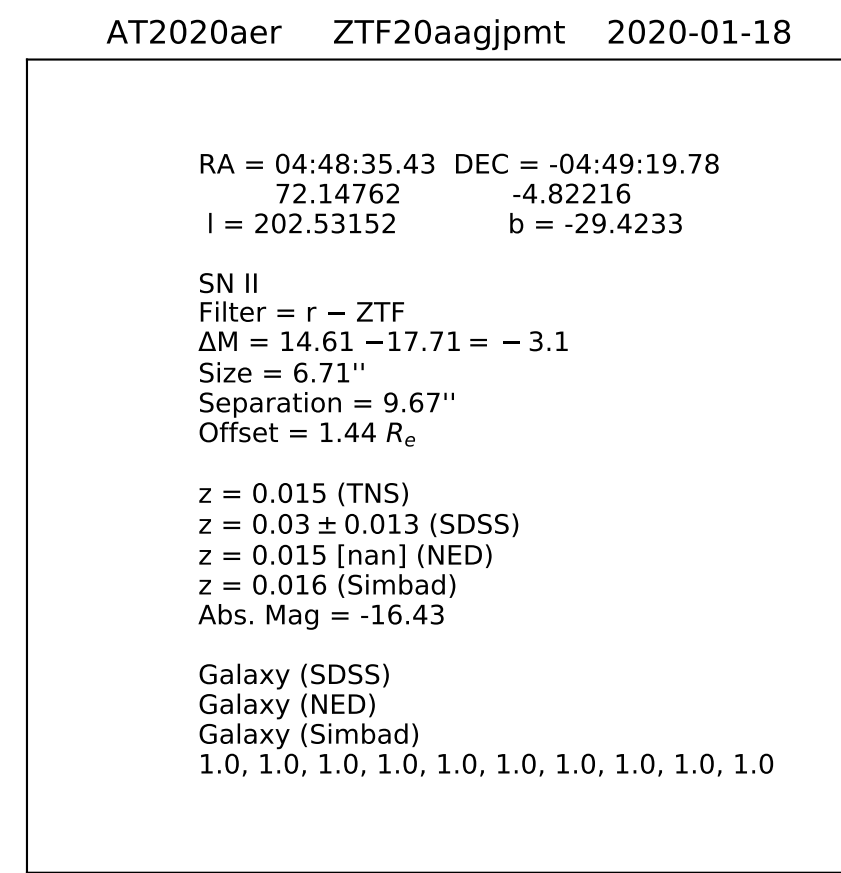 AT2020aer ZTF20aagjpmt 2020-01-18
RA = 04:48:35.43 DEC = -04:49:19.78
72.14762 -4.82216
l = 202.53152 b = -29.4233
SN II
Filter = r − ZTF
ΔM = 14.61 −17.71 = − 3.1
Size = 6.71''
Separation = 9.67''
Offset = 1.44 Rₑ
z = 0.015 (TNS)
z = 0.03 ± 0.013 (SDSS)
z = 0.015 [nan] (NED)
z = 0.016 (Simbad)
Abs. Mag = -16.43
Galaxy (SDSS)
Galaxy (NED)
Galaxy (Simbad)
1.0, 1.0, 1.0, 1.0, 1.0, 1.0, 1.0, 1.0, 1.0, 1.0